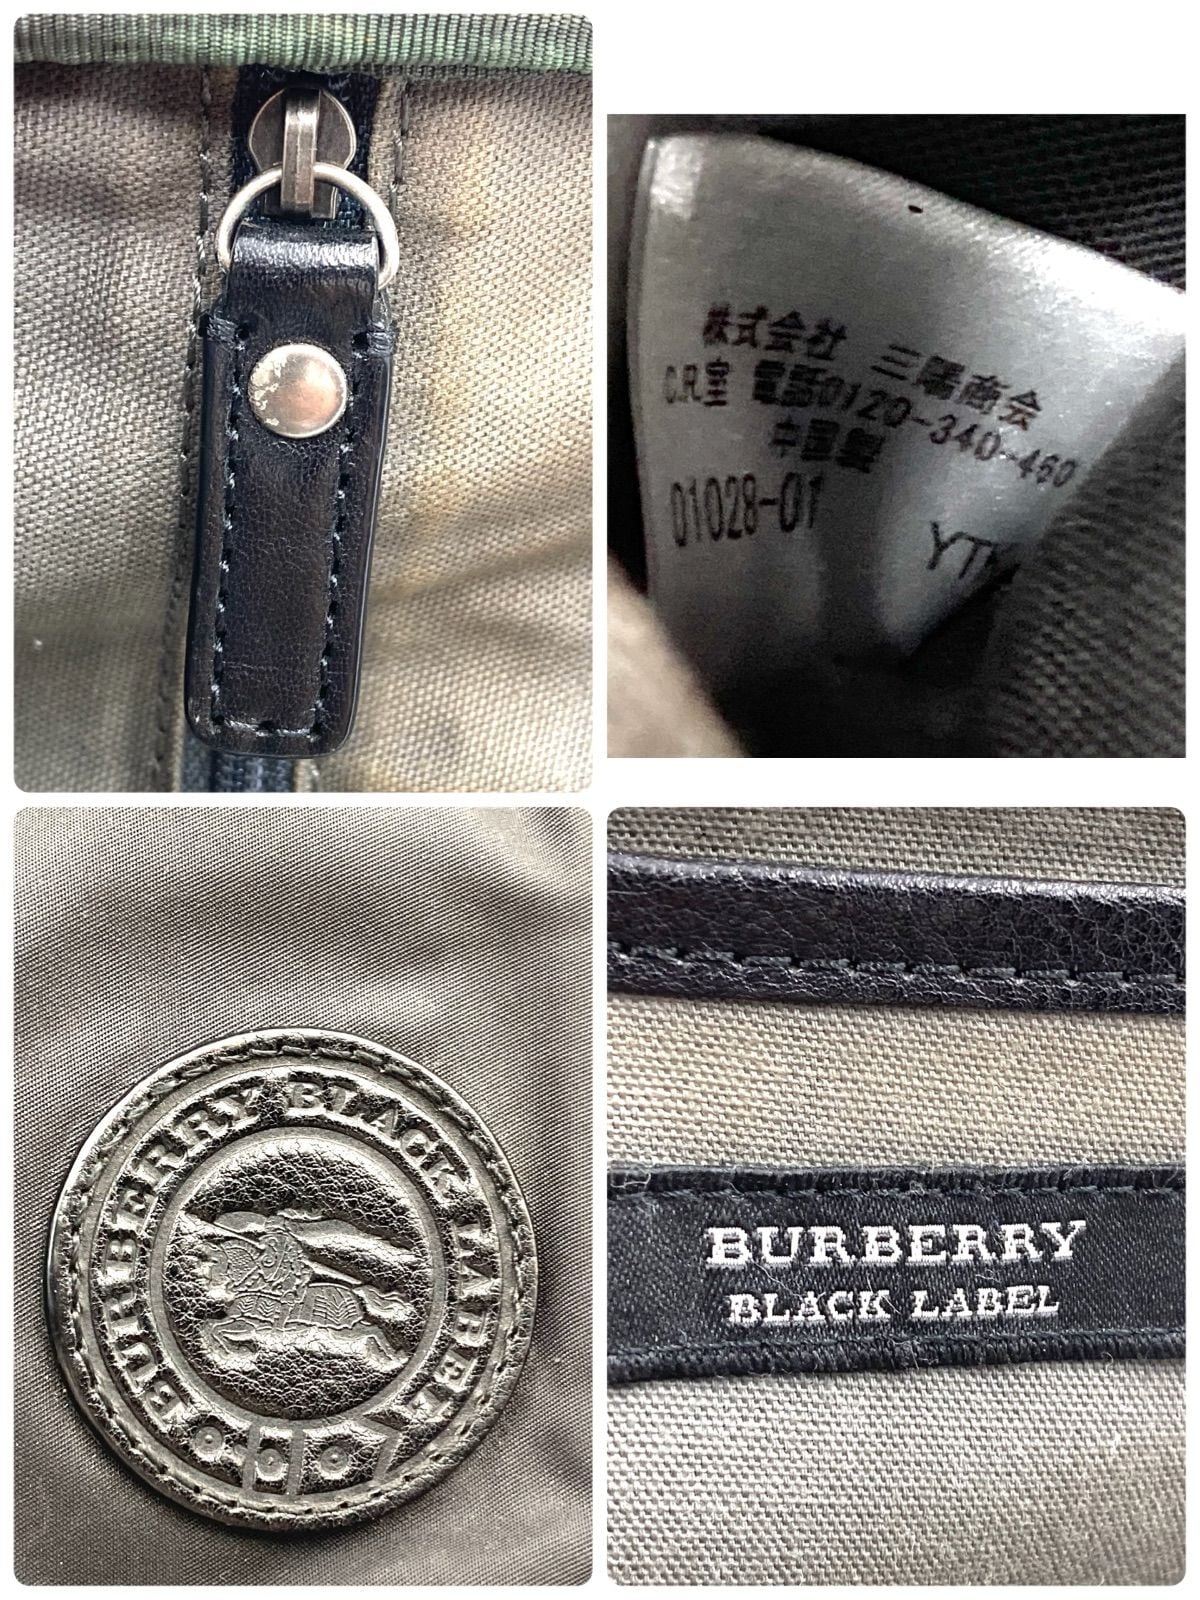 株式会社 三陽商会
C.R.室 電話0120-340-460
中国製
01028-01
BURBERRY BLACK LABEL
BURBERRY
BLACK LABEL